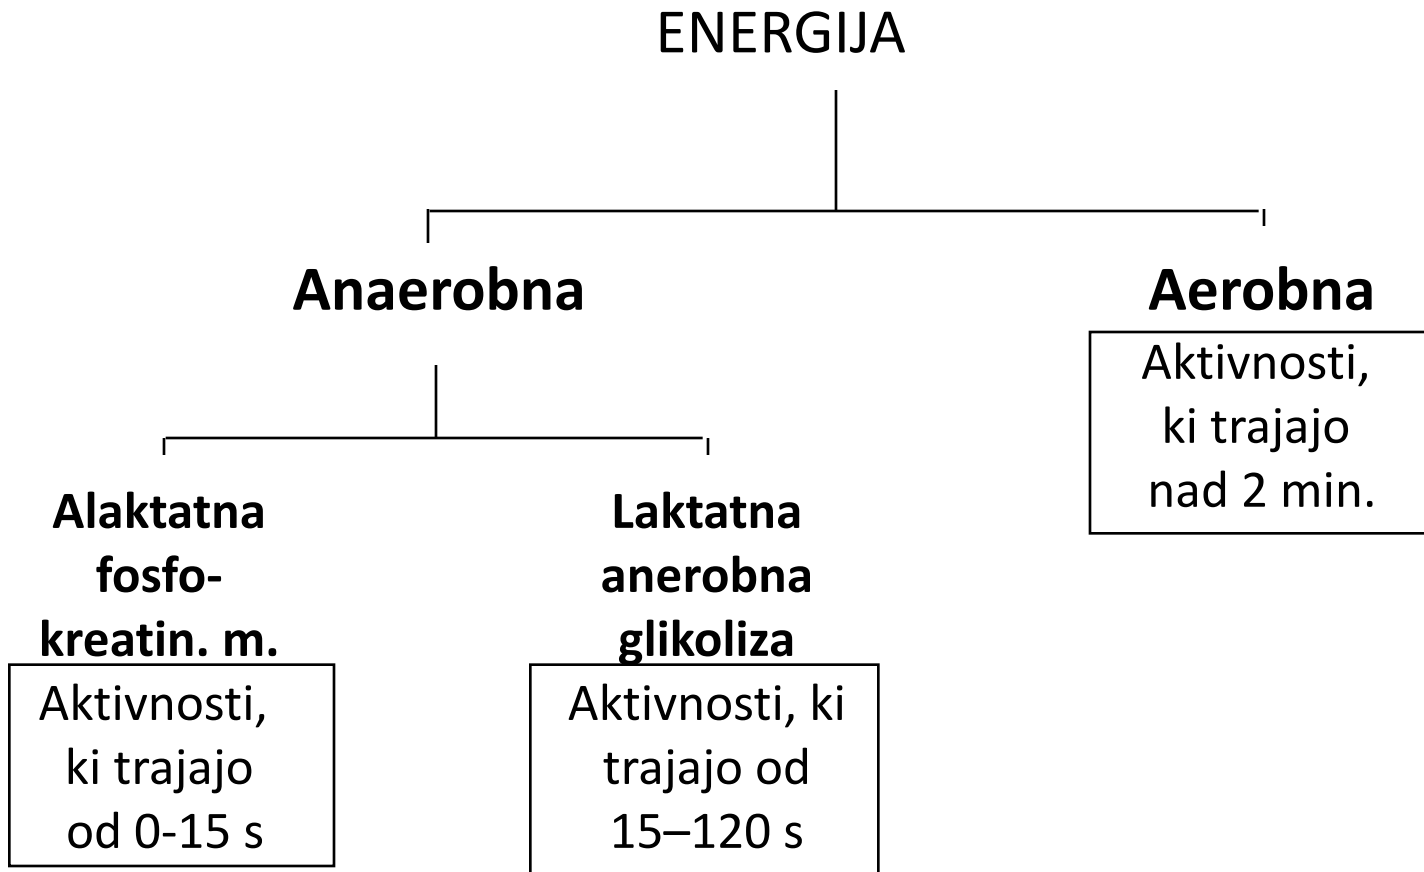 ENERGIJA
Anaerobna
Aerobna
Aktivnosti,
ki trajajo
nad 2 min.
Alaktatna
fosfo-
kreatin. m.
Aktivnosti,
ki trajajo
od 0-15 s
Laktatna
anerobna
glikoliza
Aktivnosti, ki
trajajo od
15–120 s